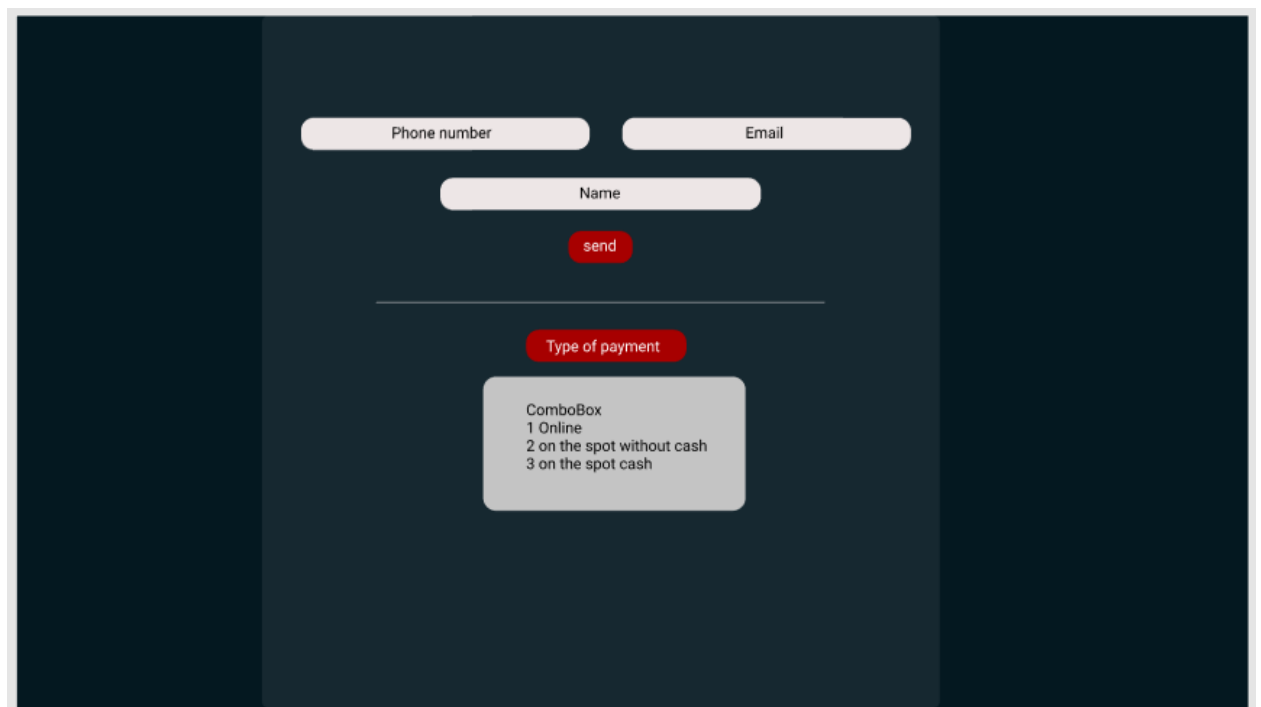 Phone number
Email
Name
send
Type of payment
ComboBox
1 Online
2 on the spot without cash
3 on the spot cash